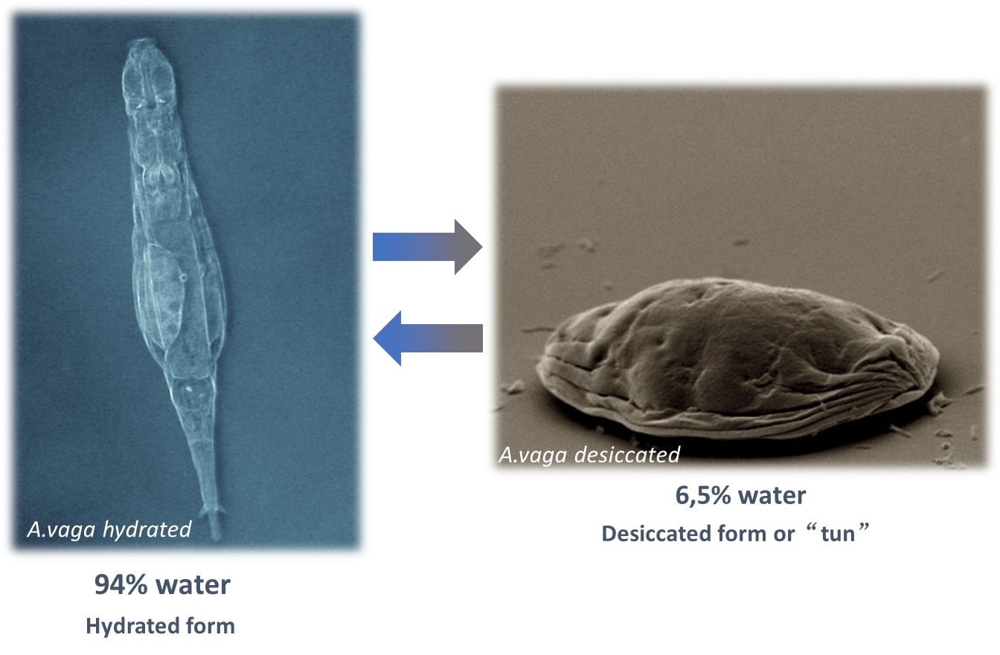 A.vaga hydrated
94% water
Hydrated form
A.vaga desiccated
6,5% water
Desiccated form or “tun”